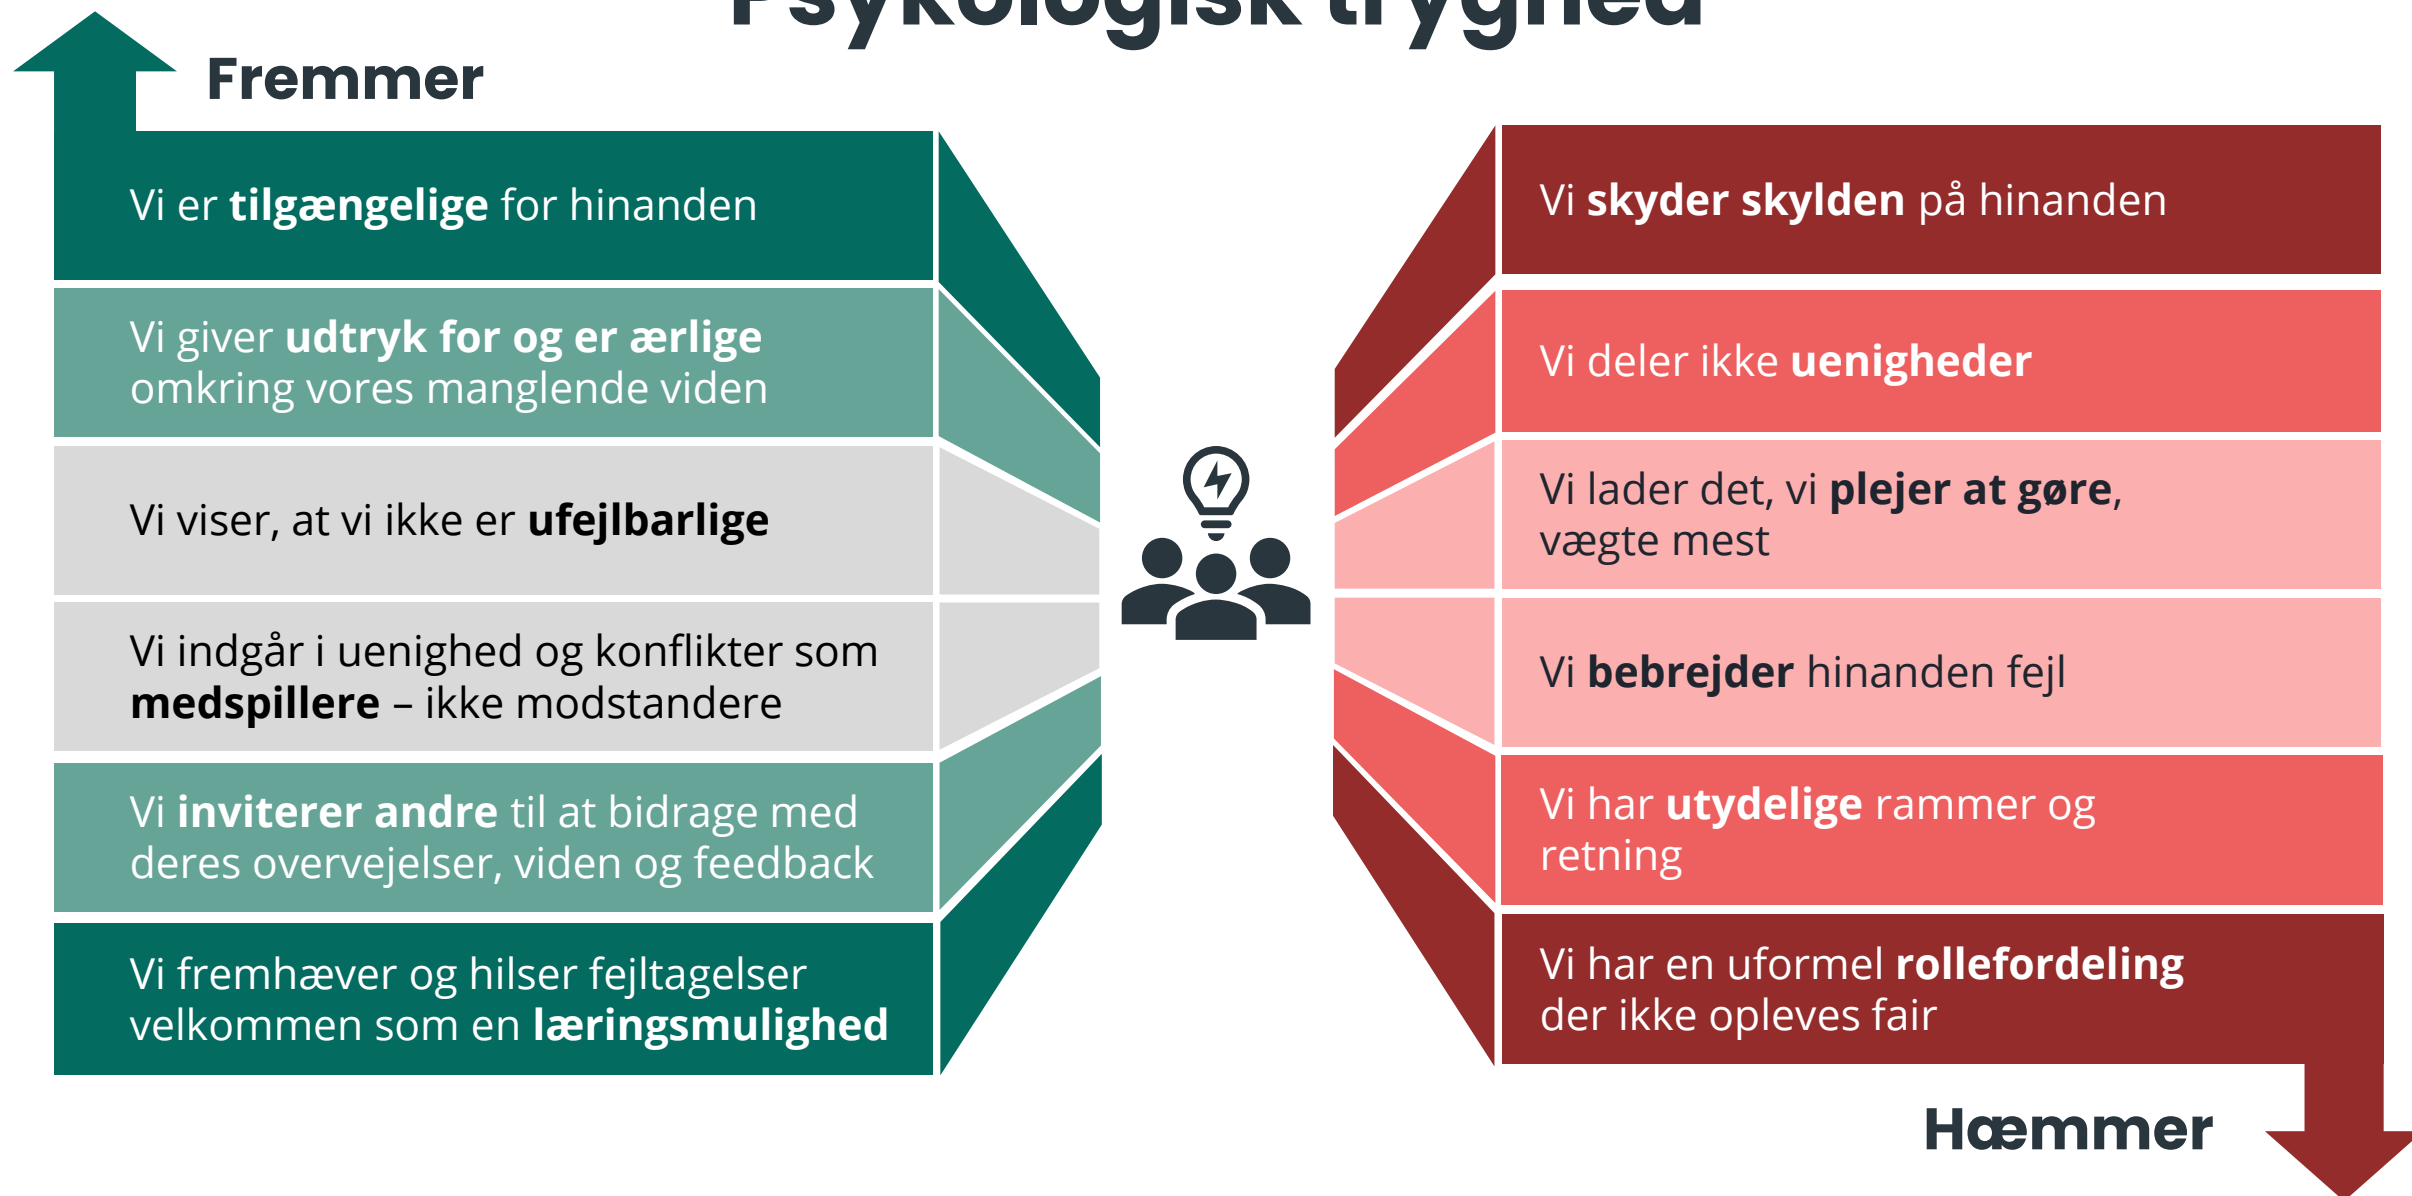 Psykologisk tryghed
Fremmer
Vi er tilgængelige for hinanden
Vi giver udtryk for og er ærlige
omkring vores manglende viden
Vi viser, at vi ikke er ufejlbarlige
Vi indgår i uenighed og konflikter som
medspillere – ikke modstandere
Vi inviterer andre til at bidrage med
deres overvejelser, viden og feedback
Vi fremhæver og hilser fejltagelser
velkommen som en læringsmulighed
Vi skyder skylden på hinanden
Vi deler ikke uenigheder
Vi lader det, vi plejer at gøre,
vægte mest
Vi bebrejder hinanden fejl
Vi har utydelige rammer og
retning
Vi har en uformel rollefordeling
der ikke opleves fair
Hæmmer